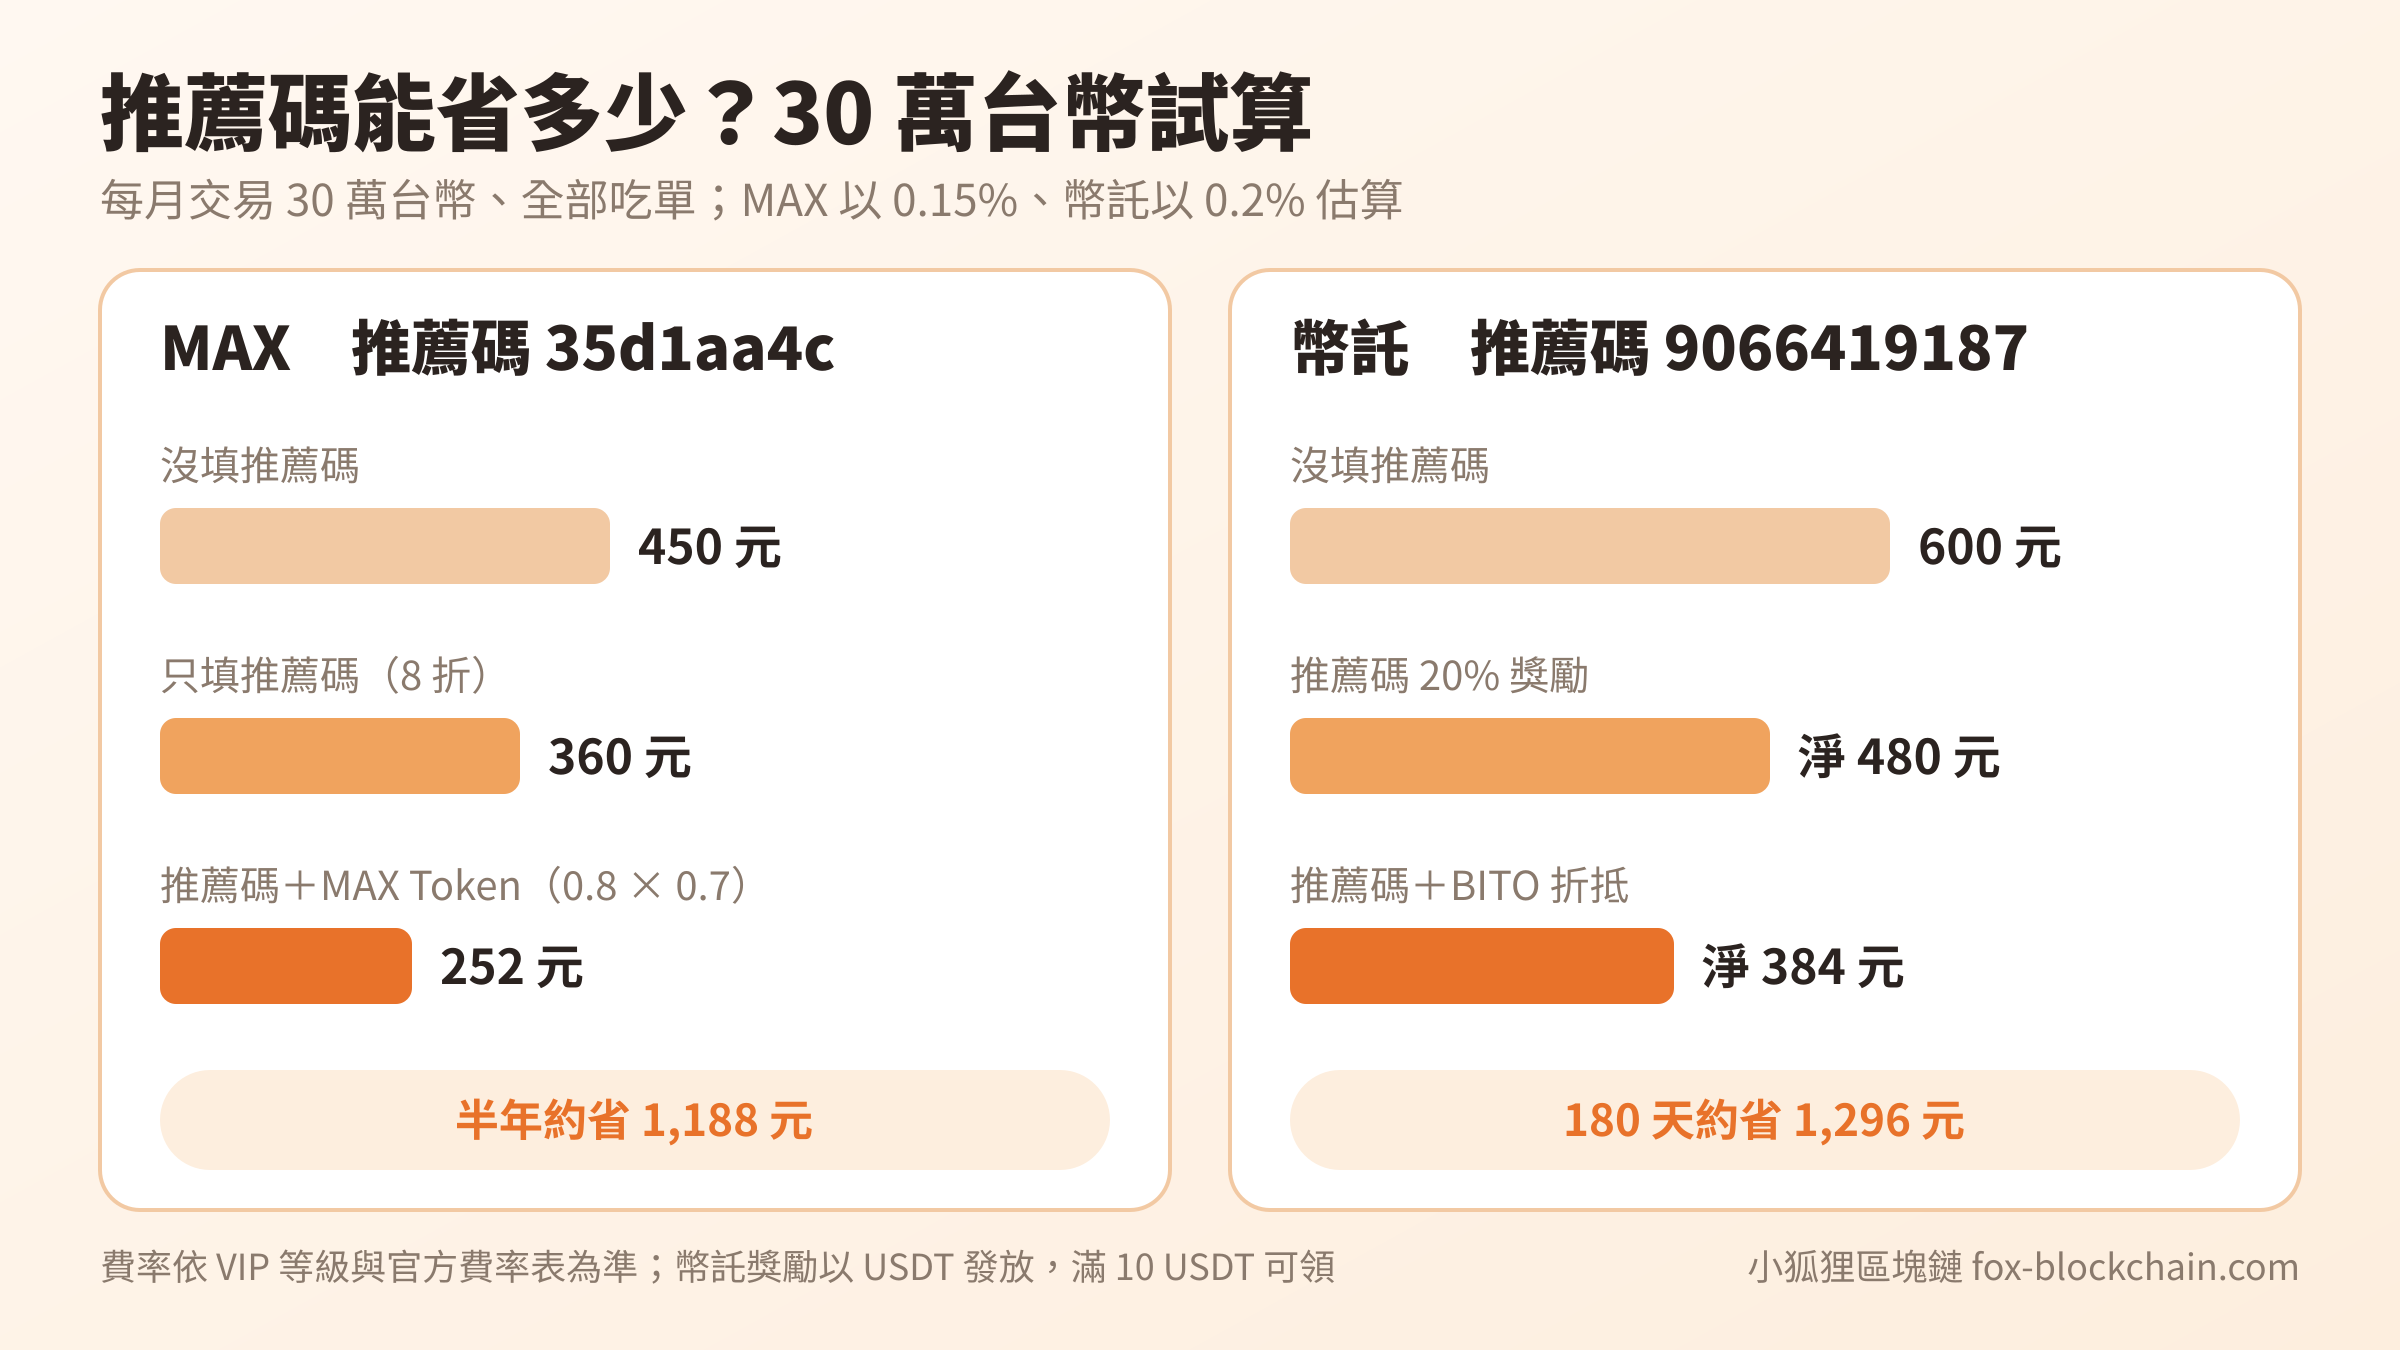 推薦碼能省多少？30 萬台幣試算
每月交易 30 萬台幣、全部吃單；MAX 以 0.15%、幣託以 0.2% 估算
MAX　推薦碼 35d1aa4c
沒填推薦碼
450 元
只填推薦碼（8 折）
360 元
推薦碼＋MAX Token（0.8 × 0.7）
252 元
半年約省 1,188 元
幣託　推薦碼 9066419187
沒填推薦碼
600 元
推薦碼 20% 獎勵
淨 480 元
推薦碼＋BITO 折抵
淨 384 元
180 天約省 1,296 元
費率依 VIP 等級與官方費率表為準；幣託獎勵以 USDT 發放，滿 10 USDT 可領
小狐狸區塊鏈 fox-blockchain.com